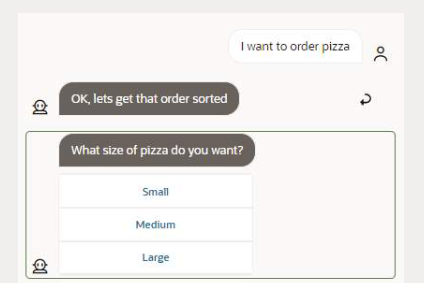 I want to order pizza
OK, lets get that order sorted
What size of pizza do you want?
Small
Medium
Large